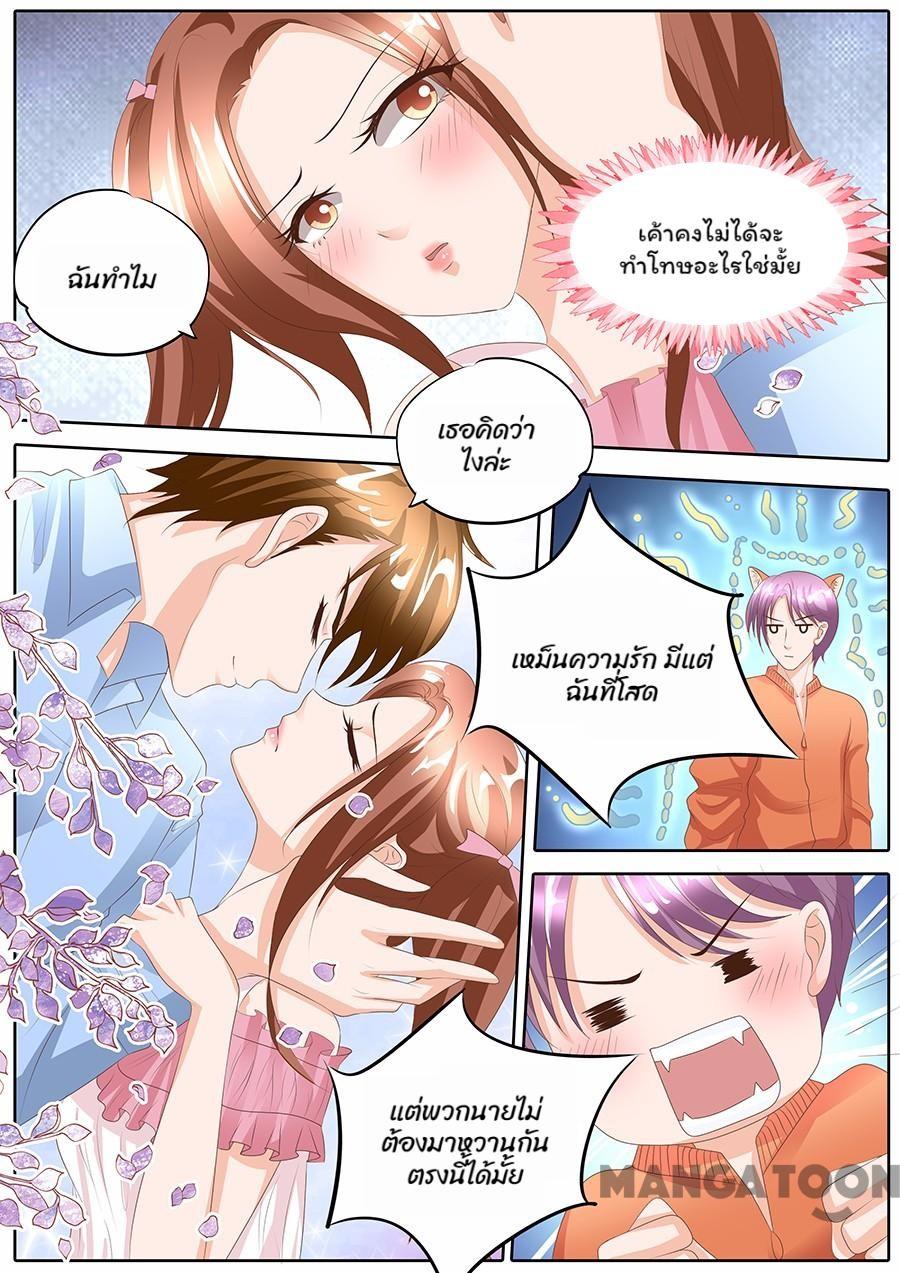 ฉันทำไม
เค้าคงไม่ได้จะ
ทำโทษอะไรใช่มั้ย
เธอคิดว่า
ไงล่ะ
เหม็นความรัก มีแต่
ฉันที่โสด
แต่พวกนายไม่
ต้องมาหวานกัน
ตรงนี้ได้มั้ย
MANGATOON